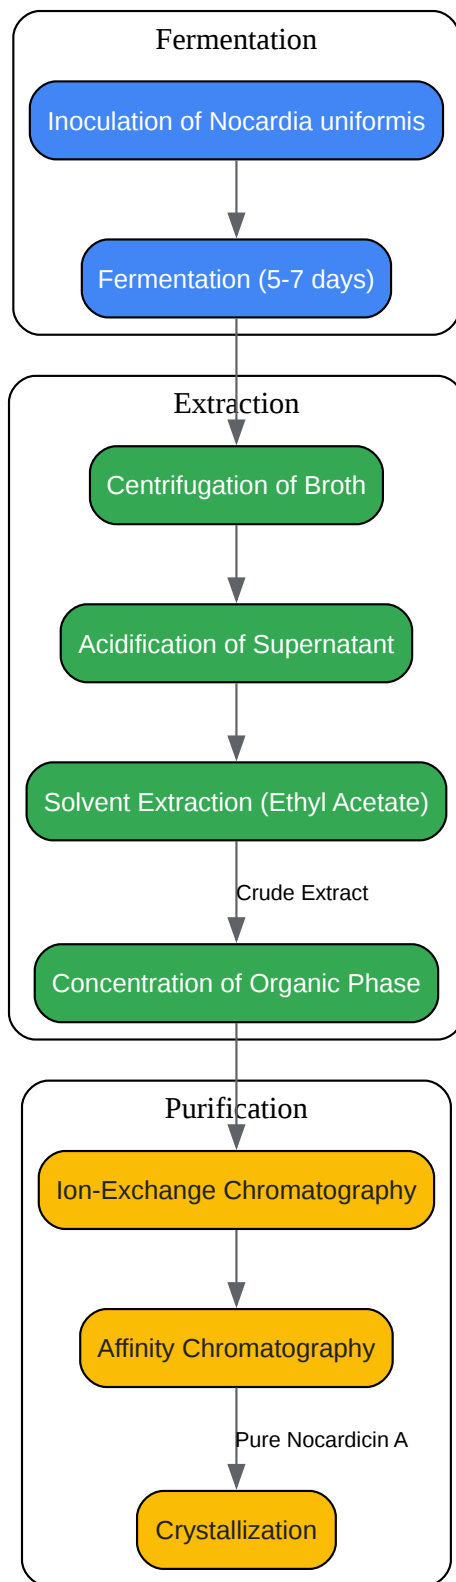 Fermentation
Inoculation of Nocardia uniformis
Fermentation (5-7 days)
Extraction
Centrifugation of Broth
Acidification of Supernatant
Solvent Extraction (Ethyl Acetate)
Crude Extract
Concentration of Organic Phase
Purification
Ion-Exchange Chromatography
Affinity Chromatography
Pure Nocardicin A
Crystallization